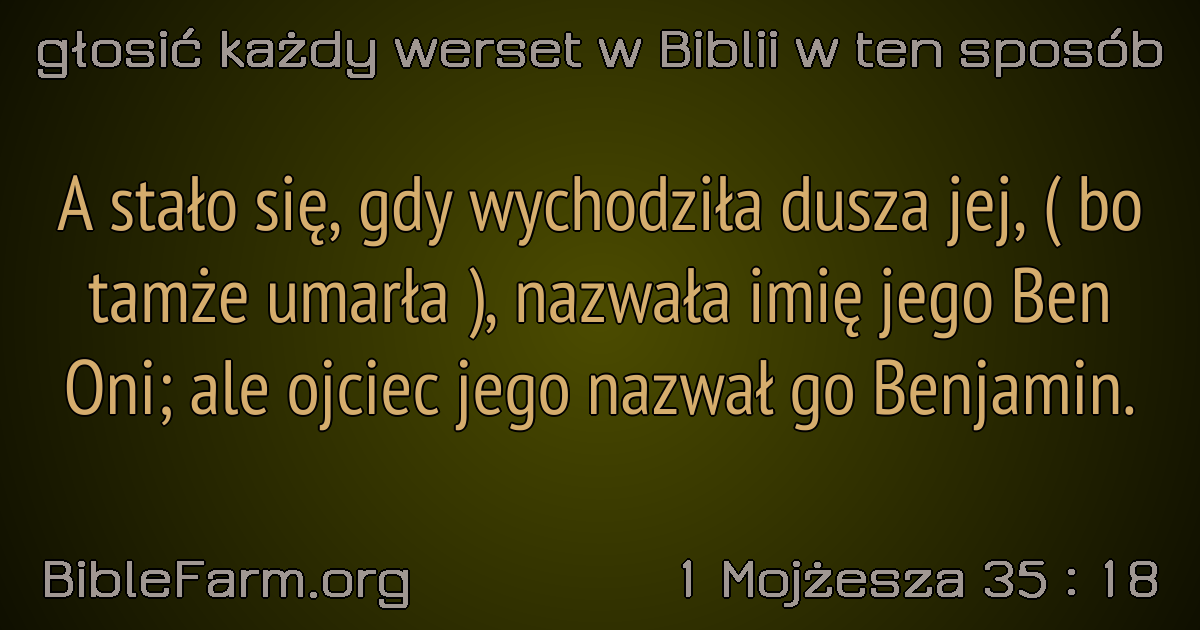 głosić każdy werset w Biblii w ten sposób
A stało się, gdy wychodziła dusza jej, ( bo
tamże umarła ), nazwała imię jego Ben
Oni; ale ojciec jego nazwał go Benjamin.
BibleFarm.org
1 Mojżesza 35 : 18